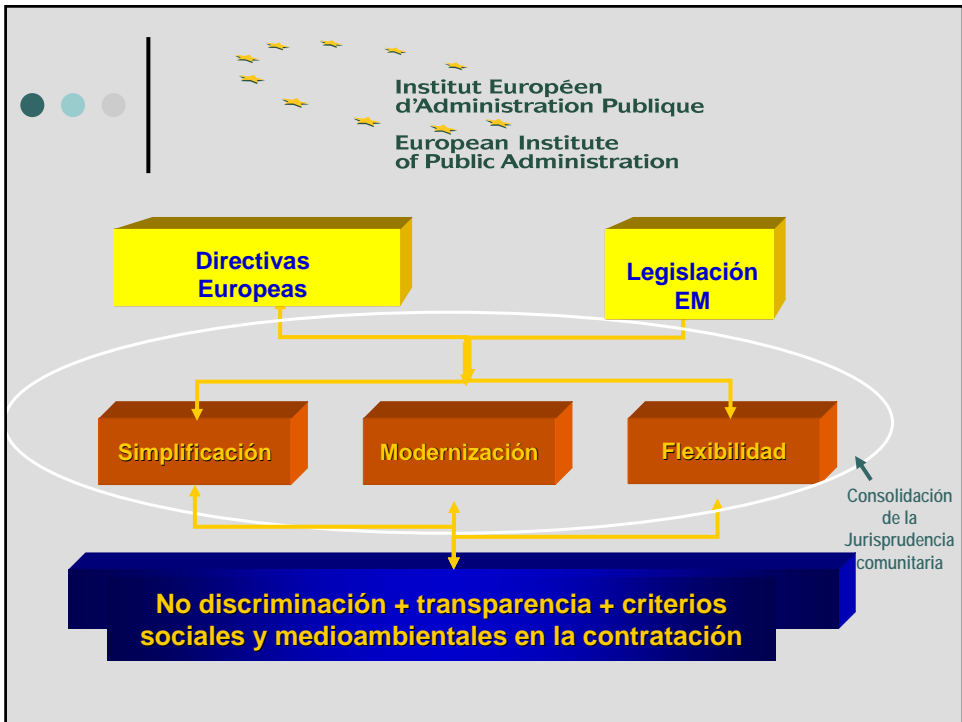 Institut Européen
d'Administration Publique
European Institute
of Public Administration
Directivas
Europeas
Legislación
EM
Simplificación
Modernización
Flexibilidad
Consolidación
de la
Jurisprudencia
comunitaria
No discriminación + transparencia + criterios
sociales y medioambientales en la contratación